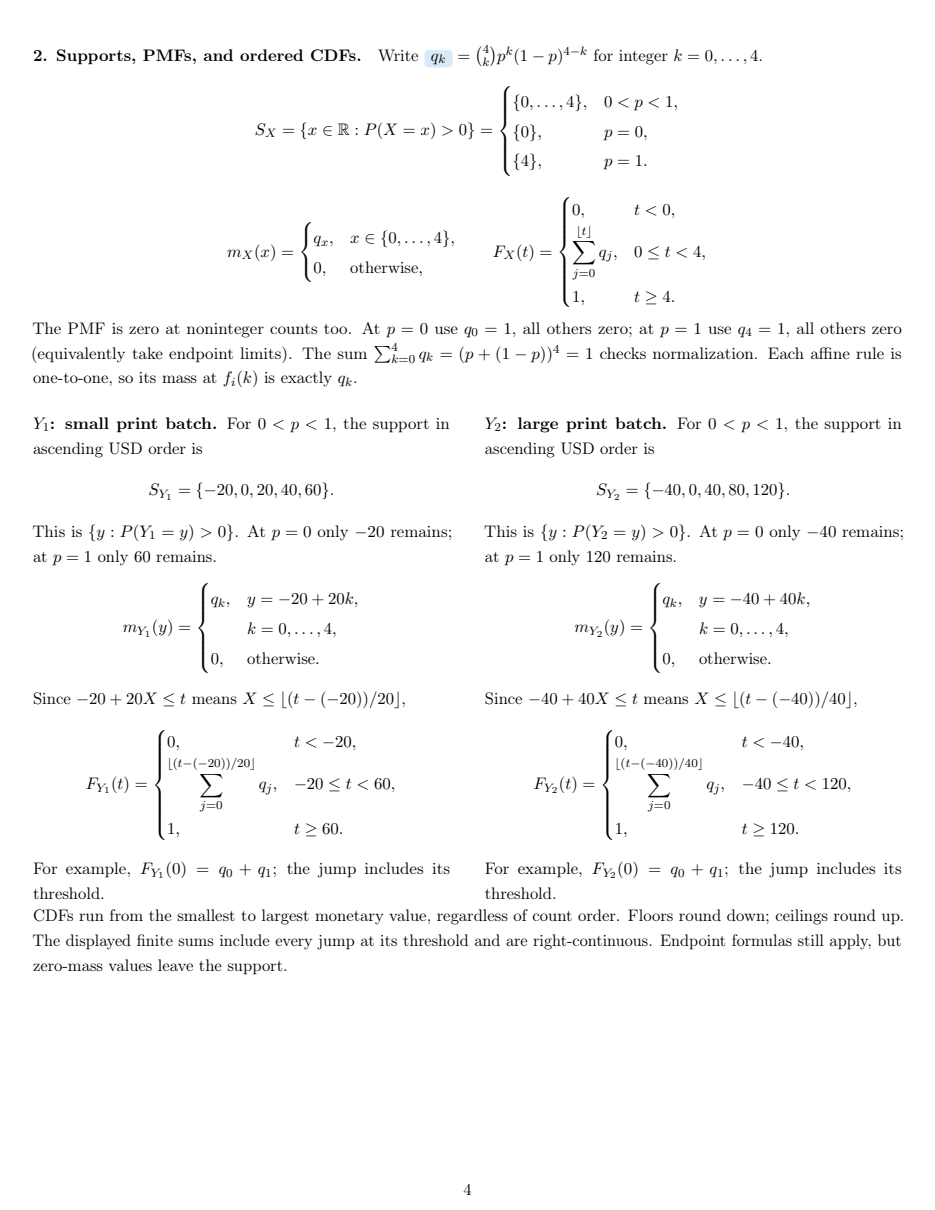 2. Supports, PMFs, and ordered CDFs. Write q_k = \binom{4}{k} p^k (1 − p)^{4−k} for integer k = 0, . . . , 4.
S_X = {x ∈ ℝ : P(X = x) > 0} = { {0, . . . , 4}, 0 < p < 1,
{0}, p = 0,
{4}, p = 1.
m_X(x) = { q_x, x ∈ {0, . . . , 4},
0, otherwise,
F_X(t) = { 0, t < 0,
∑_{j=0}^{⌊t⌋} q_j, 0 ≤ t < 4,
1, t ≥ 4.
The PMF is zero at noninteger counts too. At p = 0 use q_0 = 1, all others zero; at p = 1 use q_4 = 1, all others zero
(equivalently take endpoint limits). The sum ∑_{k=0}^{4} q_k = (p + (1 − p))^4 = 1 checks normalization. Each affine rule is
one-to-one, so its mass at f_i(k) is exactly q_k.
Y_1: small print batch. For 0 < p < 1, the support in
ascending USD order is
S_{Y_1} = {−20, 0, 20, 40, 60}.
This is {y : P(Y_1 = y) > 0}. At p = 0 only −20 remains;
at p = 1 only 60 remains.
m_{Y_1}(y) = { q_k, y = −20 + 20k,
k = 0, . . . , 4,
0, otherwise.
Since −20 + 20X ≤ t means X ≤ ⌊(t − (−20))/20⌋,
F_{Y_1}(t) = { 0, t < −20,
∑_{j=0}^{⌊(t−(−20))/20⌋} q_j, −20 ≤ t < 60,
1, t ≥ 60.
For example, F_{Y_1}(0) = q_0 + q_1; the jump includes its
threshold.
Y_2: large print batch. For 0 < p < 1, the support in
ascending USD order is
S_{Y_2} = {−40, 0, 40, 80, 120}.
This is {y : P(Y_2 = y) > 0}. At p = 0 only −40 remains;
at p = 1 only 120 remains.
m_{Y_2}(y) = { q_k, y = −40 + 40k,
k = 0, . . . , 4,
0, otherwise.
Since −40 + 40X ≤ t means X ≤ ⌊(t − (−40))/40⌋,
F_{Y_2}(t) = { 0, t < −40,
∑_{j=0}^{⌊(t−(−40))/40⌋} q_j, −40 ≤ t < 120,
1, t ≥ 120.
For example, F_{Y_2}(0) = q_0 + q_1; the jump includes its
threshold.
CDFs run from the smallest to largest monetary value, regardless of count order. Floors round down; ceilings round up.
The displayed finite sums include every jump at its threshold and are right-continuous. Endpoint formulas still apply, but
zero-mass values leave the support.
4